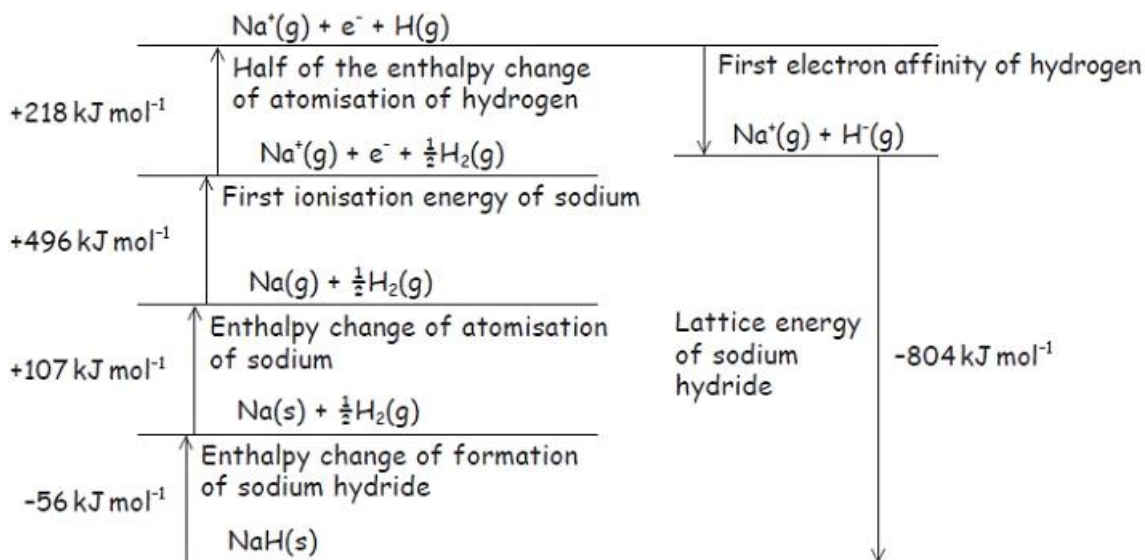 Na⁺(g) + e⁻ + H(g)
Half of the enthalpy change
of atomisation of hydrogen
+218 kJ mol⁻¹
First electron affinity of hydrogen
Na⁺(g) + H⁻(g)
Na⁺(g) + e⁻ + ½H₂(g)
First ionisation energy of sodium
+496 kJ mol⁻¹
Na(g) + ½H₂(g)
Enthalpy change of atomisation
of sodium
+107 kJ mol⁻¹
Lattice energy
of sodium
hydride
-804 kJ mol⁻¹
Na(s) + ½H₂(g)
Enthalpy change of formation
of sodium hydride
-56 kJ mol⁻¹
NaH(s)